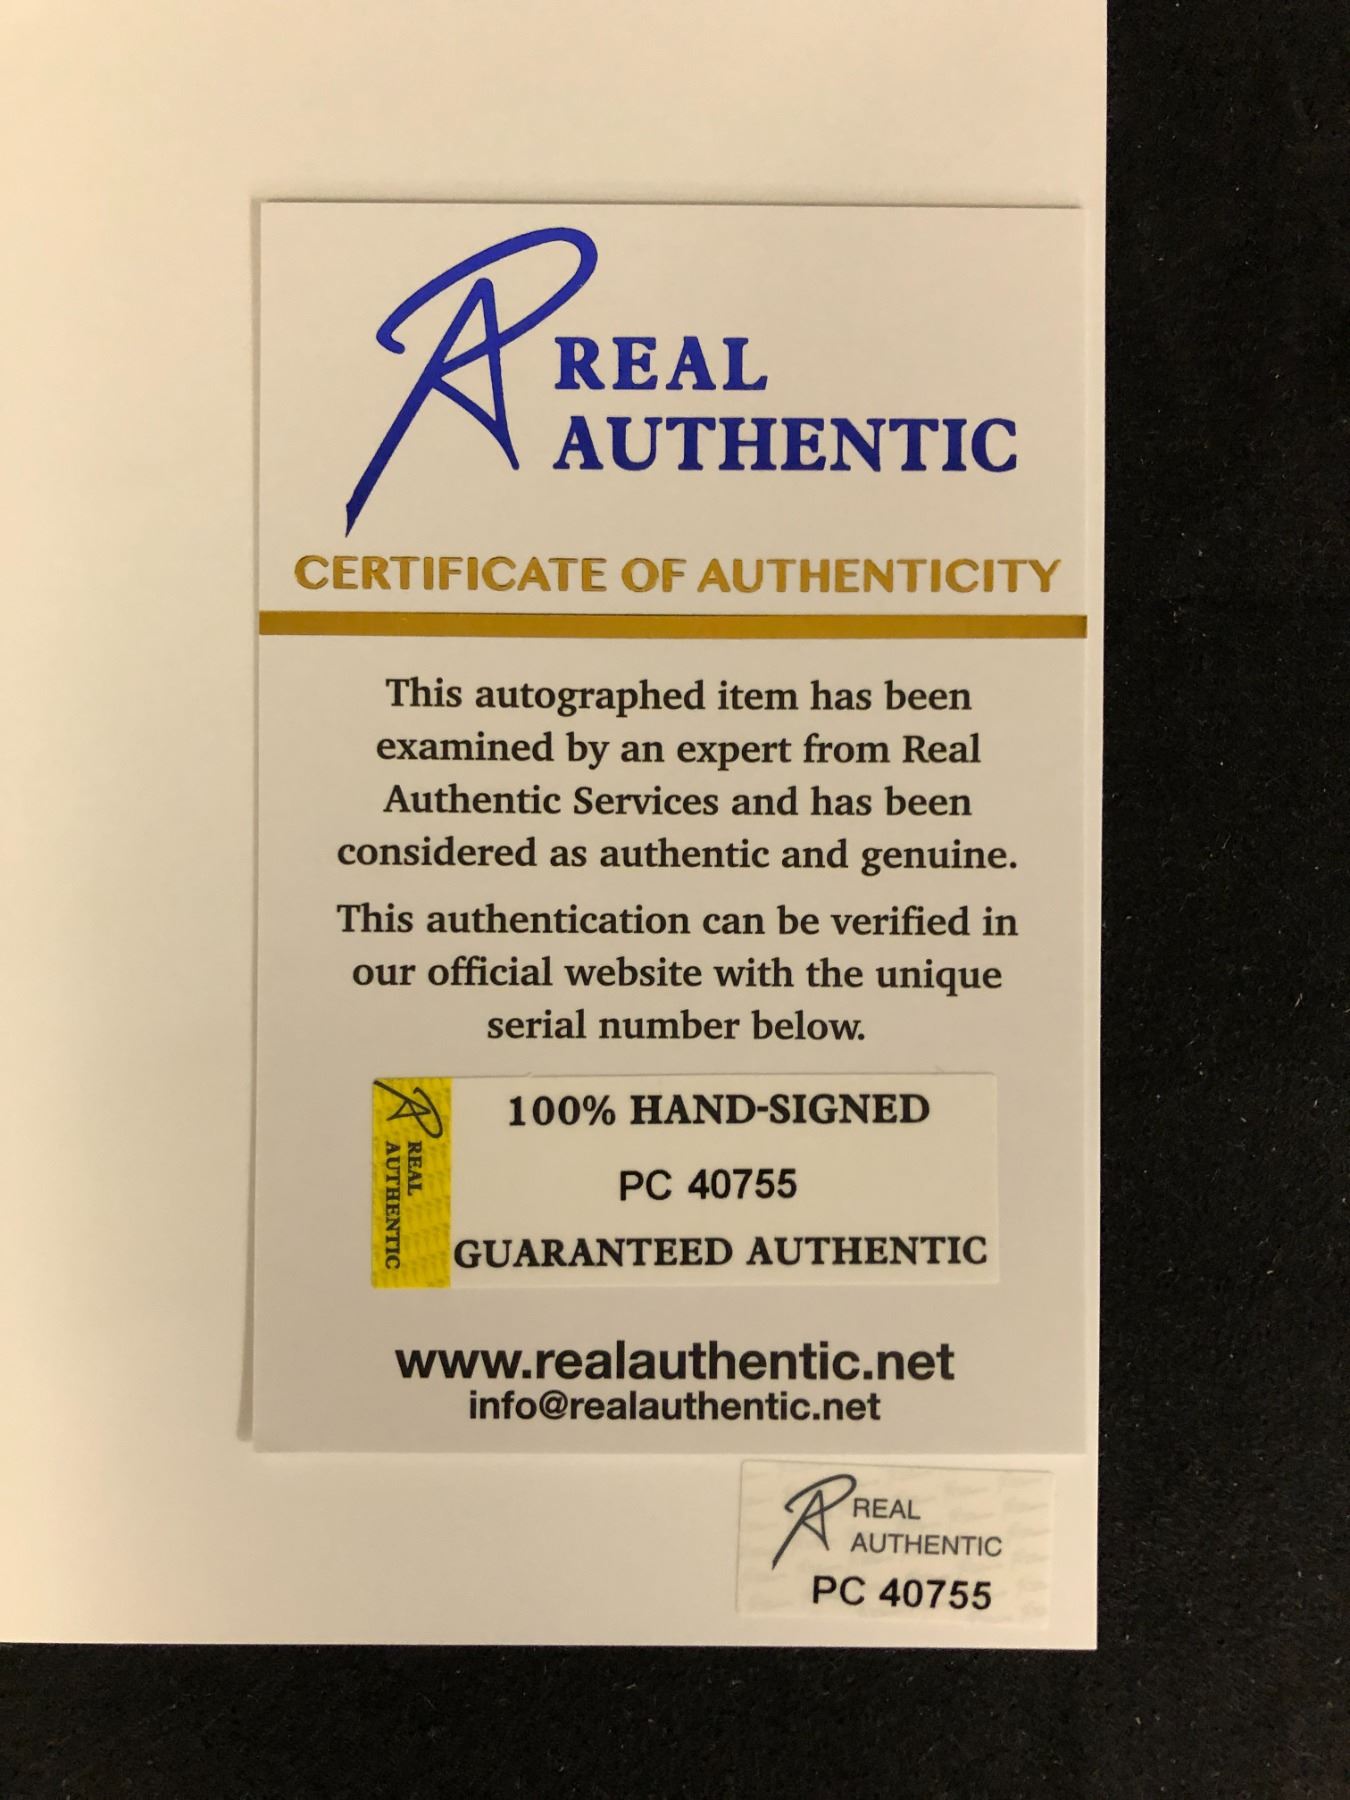 RA REAL
AUTHENTIC
CERTIFICATE OF AUTHENTICITY
This autographed item has been
examined by an expert from Real
Authentic Services and has been
considered as authentic and genuine.
This authentication can be verified in
our official website with the unique
serial number below.
RA REAL
AUTHENTIC
100% HAND-SIGNED
PC 40755
GUARANTEED AUTHENTIC
www.realauthentic.net
info@realauthentic.net
RA REAL
AUTHENTIC
PC 40755